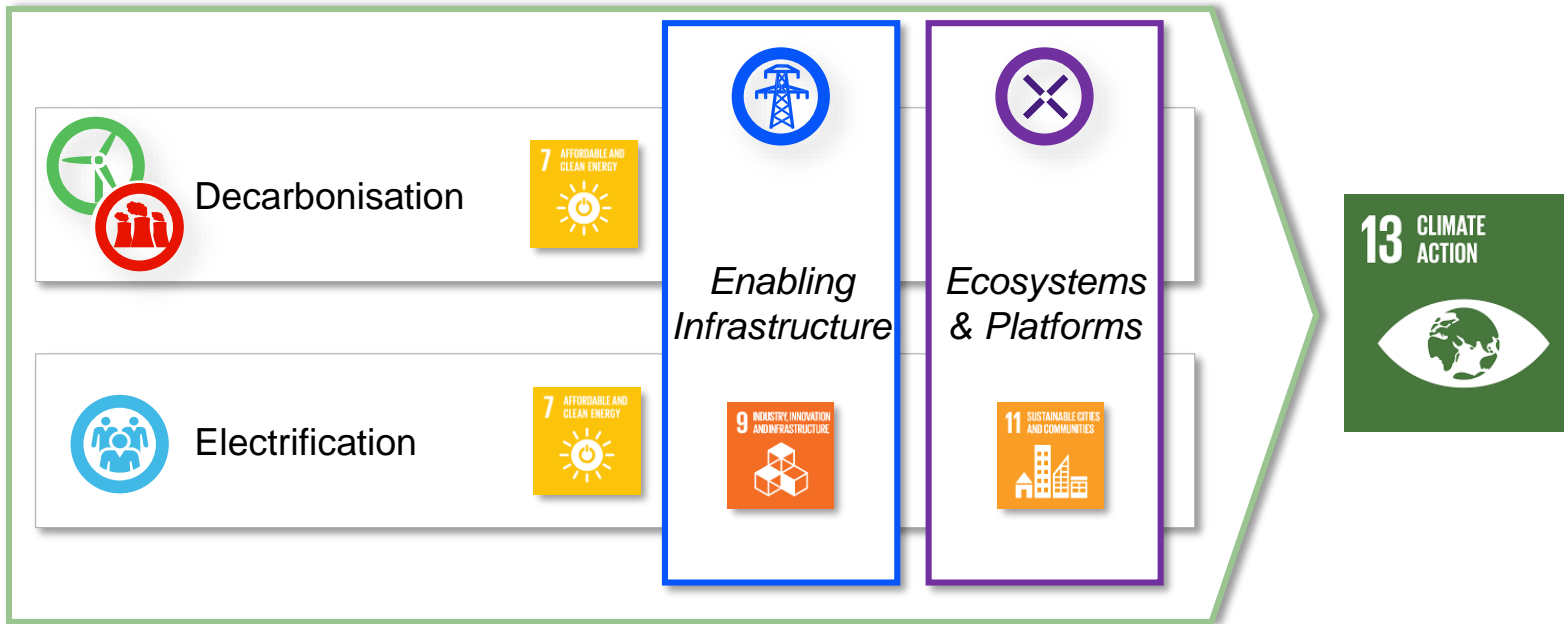 Decarbonisation
7 AFFORDABLE AND
CLEAN ENERGY
Electrification
7 AFFORDABLE AND
CLEAN ENERGY
Enabling
Infrastructure
9 INDUSTRY, INNOVATION
AND INFRASTRUCTURE
Ecosystems
& Platforms
11 SUSTAINABLE CITIES
AND COMMUNITIES
13 CLIMATE
ACTION